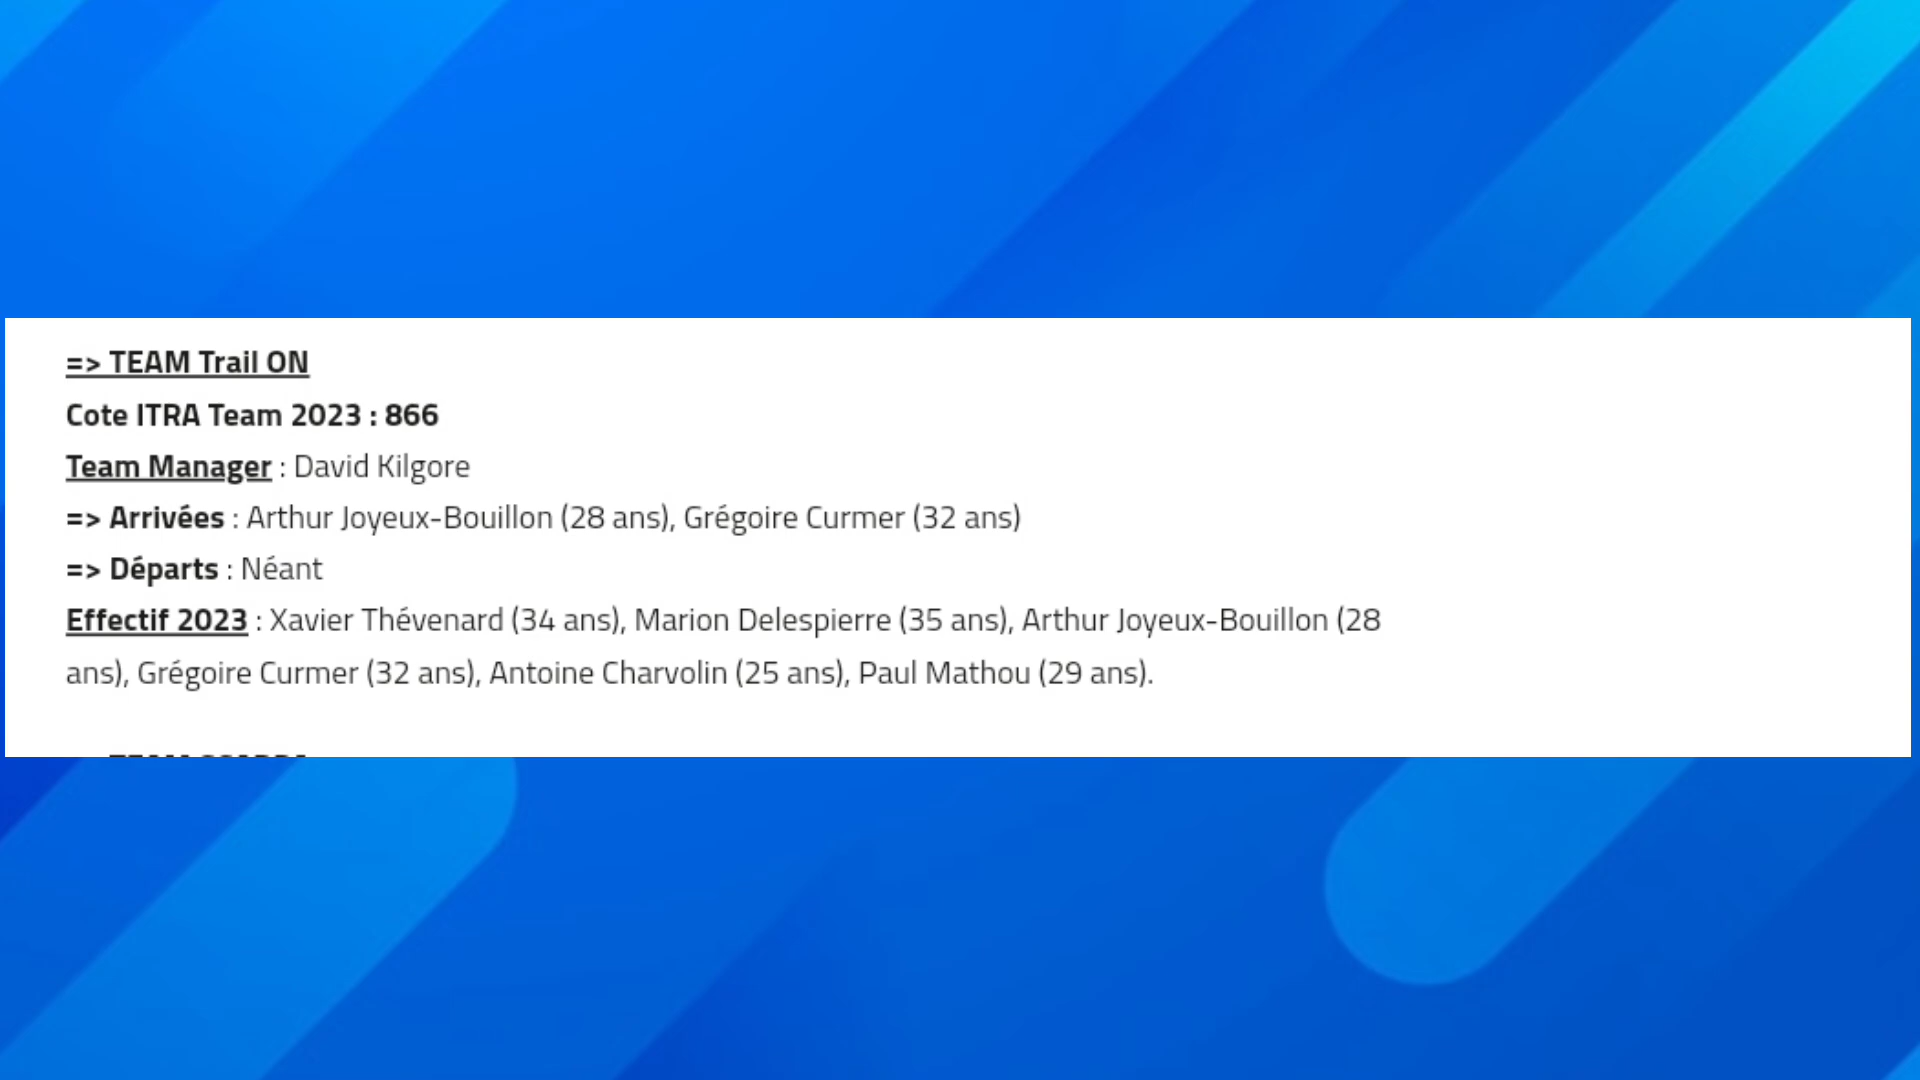 => TEAM Trail ON
Cote ITRA Team 2023 : 866
Team Manager : David Kilgore
=> Arrivées : Arthur Joyeux-Bouillon (28 ans), Grégoire Curmer (32 ans)
=> Départs : Néant
Effectif 2023 : Xavier Thévenard (34 ans), Marion Delespierre (35 ans), Arthur Joyeux-Bouillon (28
ans), Grégoire Curmer (32 ans), Antoine Charvolin (25 ans), Paul Mathou (29 ans).